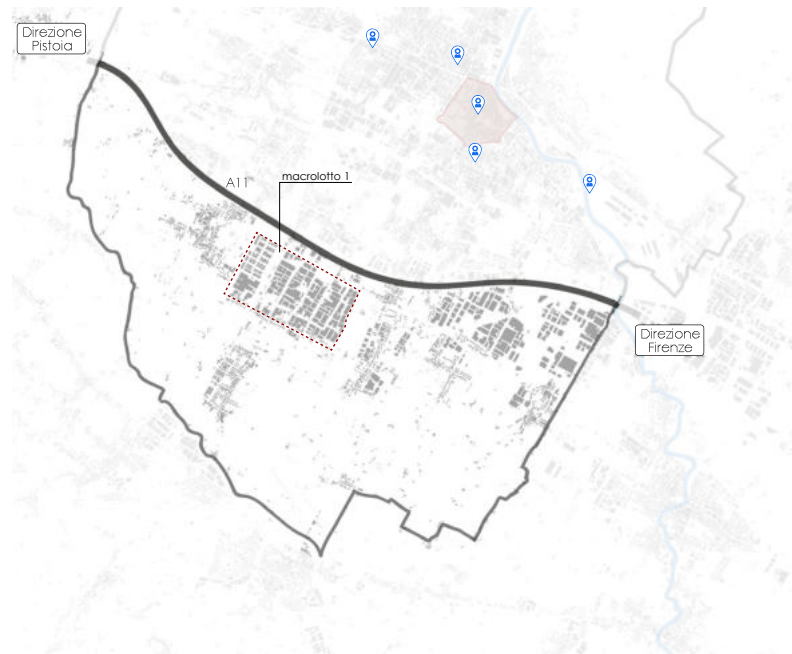 Direzione
Pistoia
macrolotto 1
A11
Direzione
Firenze